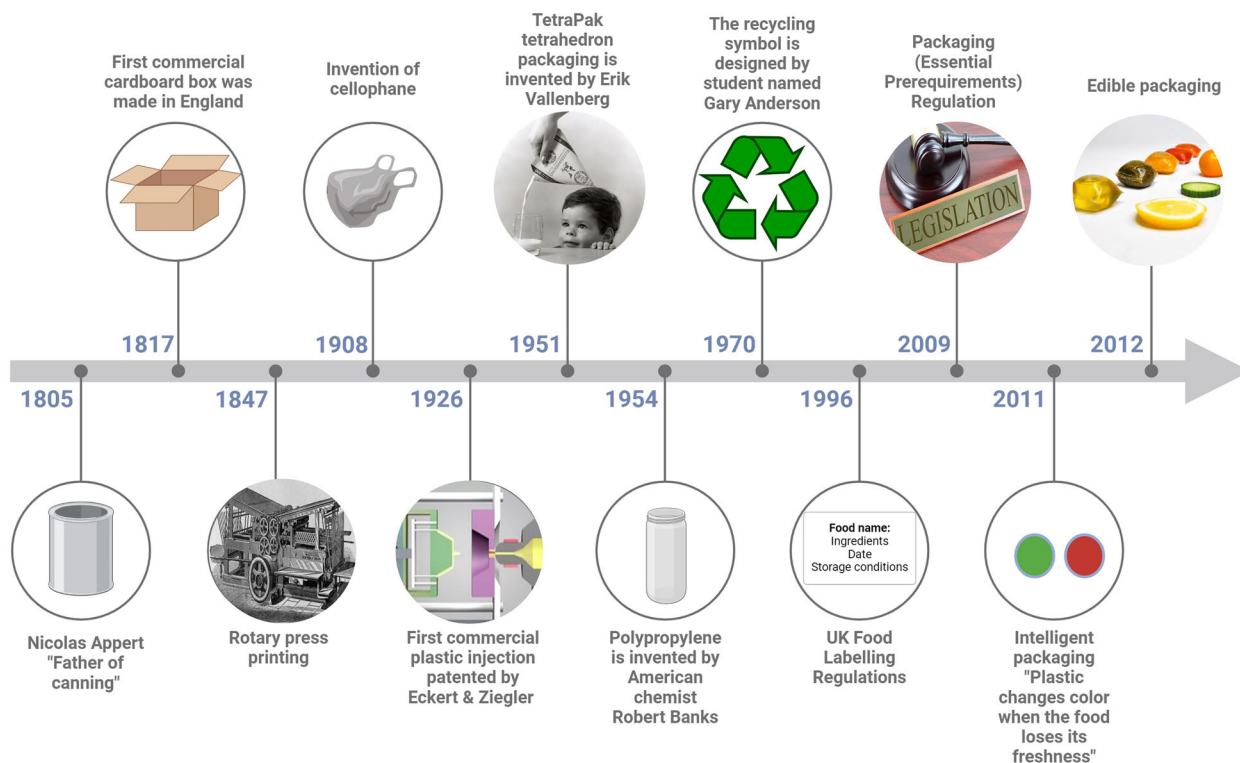 First commercial
cardboard box was
made in England
Invention of
cellophane
TetraPak
tetrahedron
packaging is
invented by Erik
Vallenberg
The recycling
symbol is
designed by
student named
Gary Anderson
Packaging
(Essential
Prerequirements)
Regulation
Edible packaging
LEGISLATION
1817
1908
1951
1970
2009
2012
1805
1847
1926
1954
1996
2011
Food name:
Ingredients
Date
Storage conditions
Nicolas Appert
"Father of
canning"
Rotary press
printing
First commercial
plastic injection
patented by
Eckert & Ziegler
Polypropylene
is invented by
American
chemist
Robert Banks
UK Food
Labelling
Regulations
Intelligent
packaging
"Plastic
changes color
when the food
loses its
freshness"